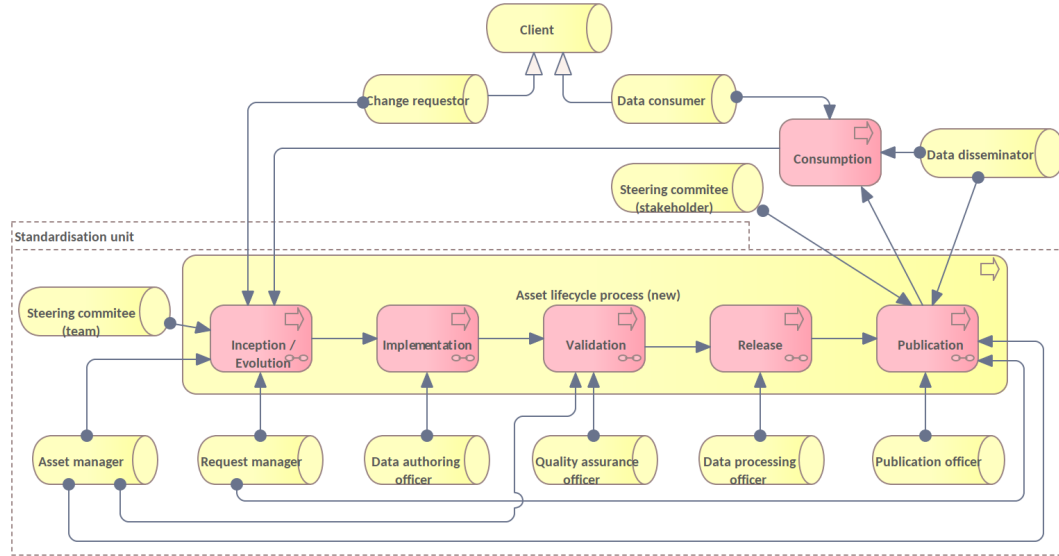 Client
Change requestor
Data consumer
Consumption
Data disseminator
Steering commitee
(stakeholder)
Standardisation unit
Asset lifecycle process (new)
Steering commitee
(team)
Inception /
Evolution
Implementation
Validation
Release
Publication
Asset manager
Request manager
Data authoring
officer
Quality assurance
officer
Data processing
officer
Publication officer